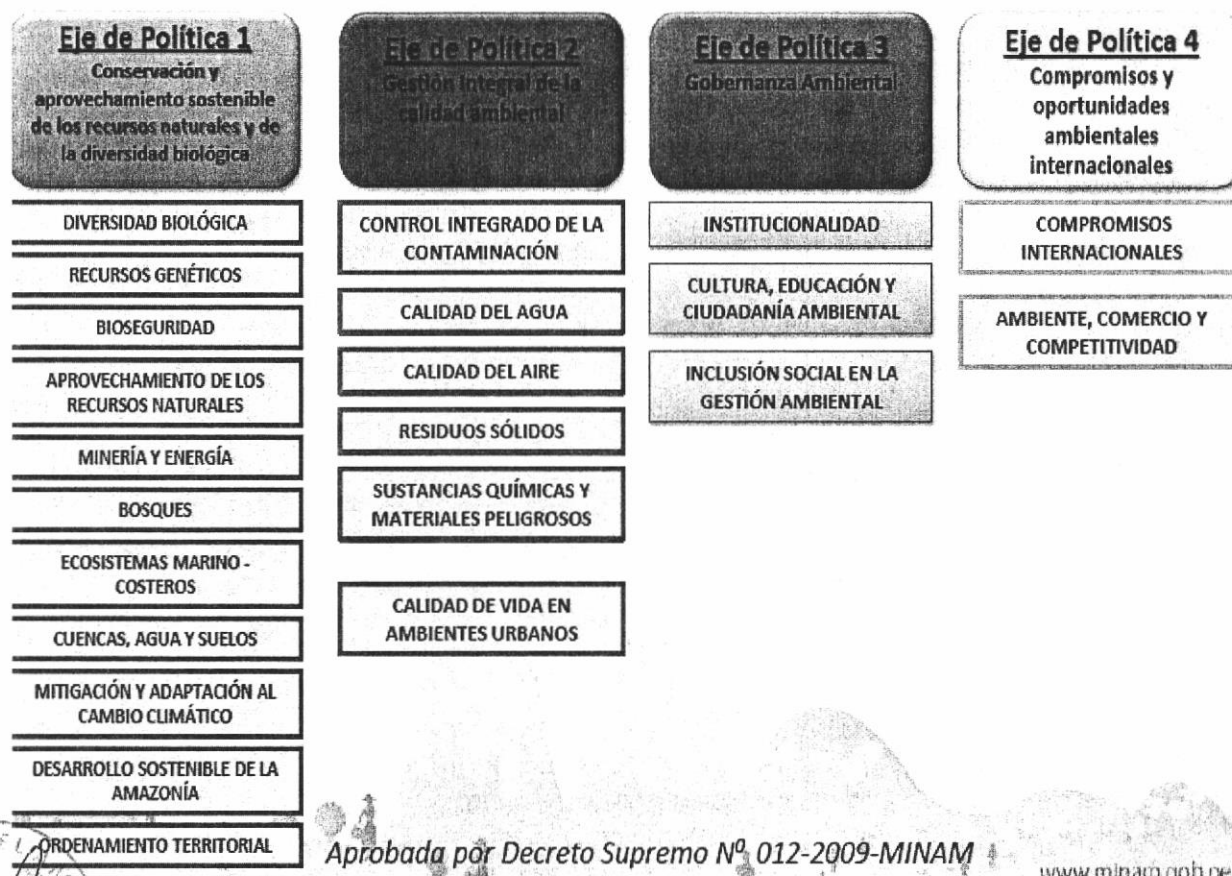 Eje de Política 1
Conservación y
aprovechamiento sostenible
de los recursos naturales y de
la diversidad biológica
DIVERSIDAD BIOLÓGICA
RECURSOS GENÉTICOS
BIOSEGURIDAD
APROVECHAMIENTO DE LOS
RECURSOS NATURALES
MINERÍA Y ENERGÍA
BOSQUES
ECOSISTEMAS MARINO -
COSTEROS
CUENCAS, AGUA Y SUELOS
MITIGACIÓN Y ADAPTACIÓN AL
CAMBIO CLIMÁTICO
DESARROLLO SOSTENIBLE DE LA
AMAZONÍA
ORDENAMIENTO TERRITORIAL
Eje de Política 2
Gestión integral de la
calidad ambiental
CONTROL INTEGRADO DE LA
CONTAMINACIÓN
CALIDAD DEL AGUA
CALIDAD DEL AIRE
RESIDUOS SÓLIDOS
SUSTANCIAS QUÍMICAS Y
MATERIALES PELIGROSOS
CALIDAD DE VIDA EN
AMBIENTES URBANOS
Eje de Política 3
Gobernanza Ambiental
INSTITUCIONALIDAD
CULTURA, EDUCACIÓN Y
CIUDADANÍA AMBIENTAL
INCLUSIÓN SOCIAL EN LA
GESTIÓN AMBIENTAL
Eje de Política 4
Compromisos y
oportunidades
ambientales
internacionales
COMPROMISOS
INTERNACIONALES
AMBIENTE, COMERCIO Y
COMPETITIVIDAD
Aprobada por Decreto Supremo Nº 012-2009-MINAM
www.minam.gob.pe